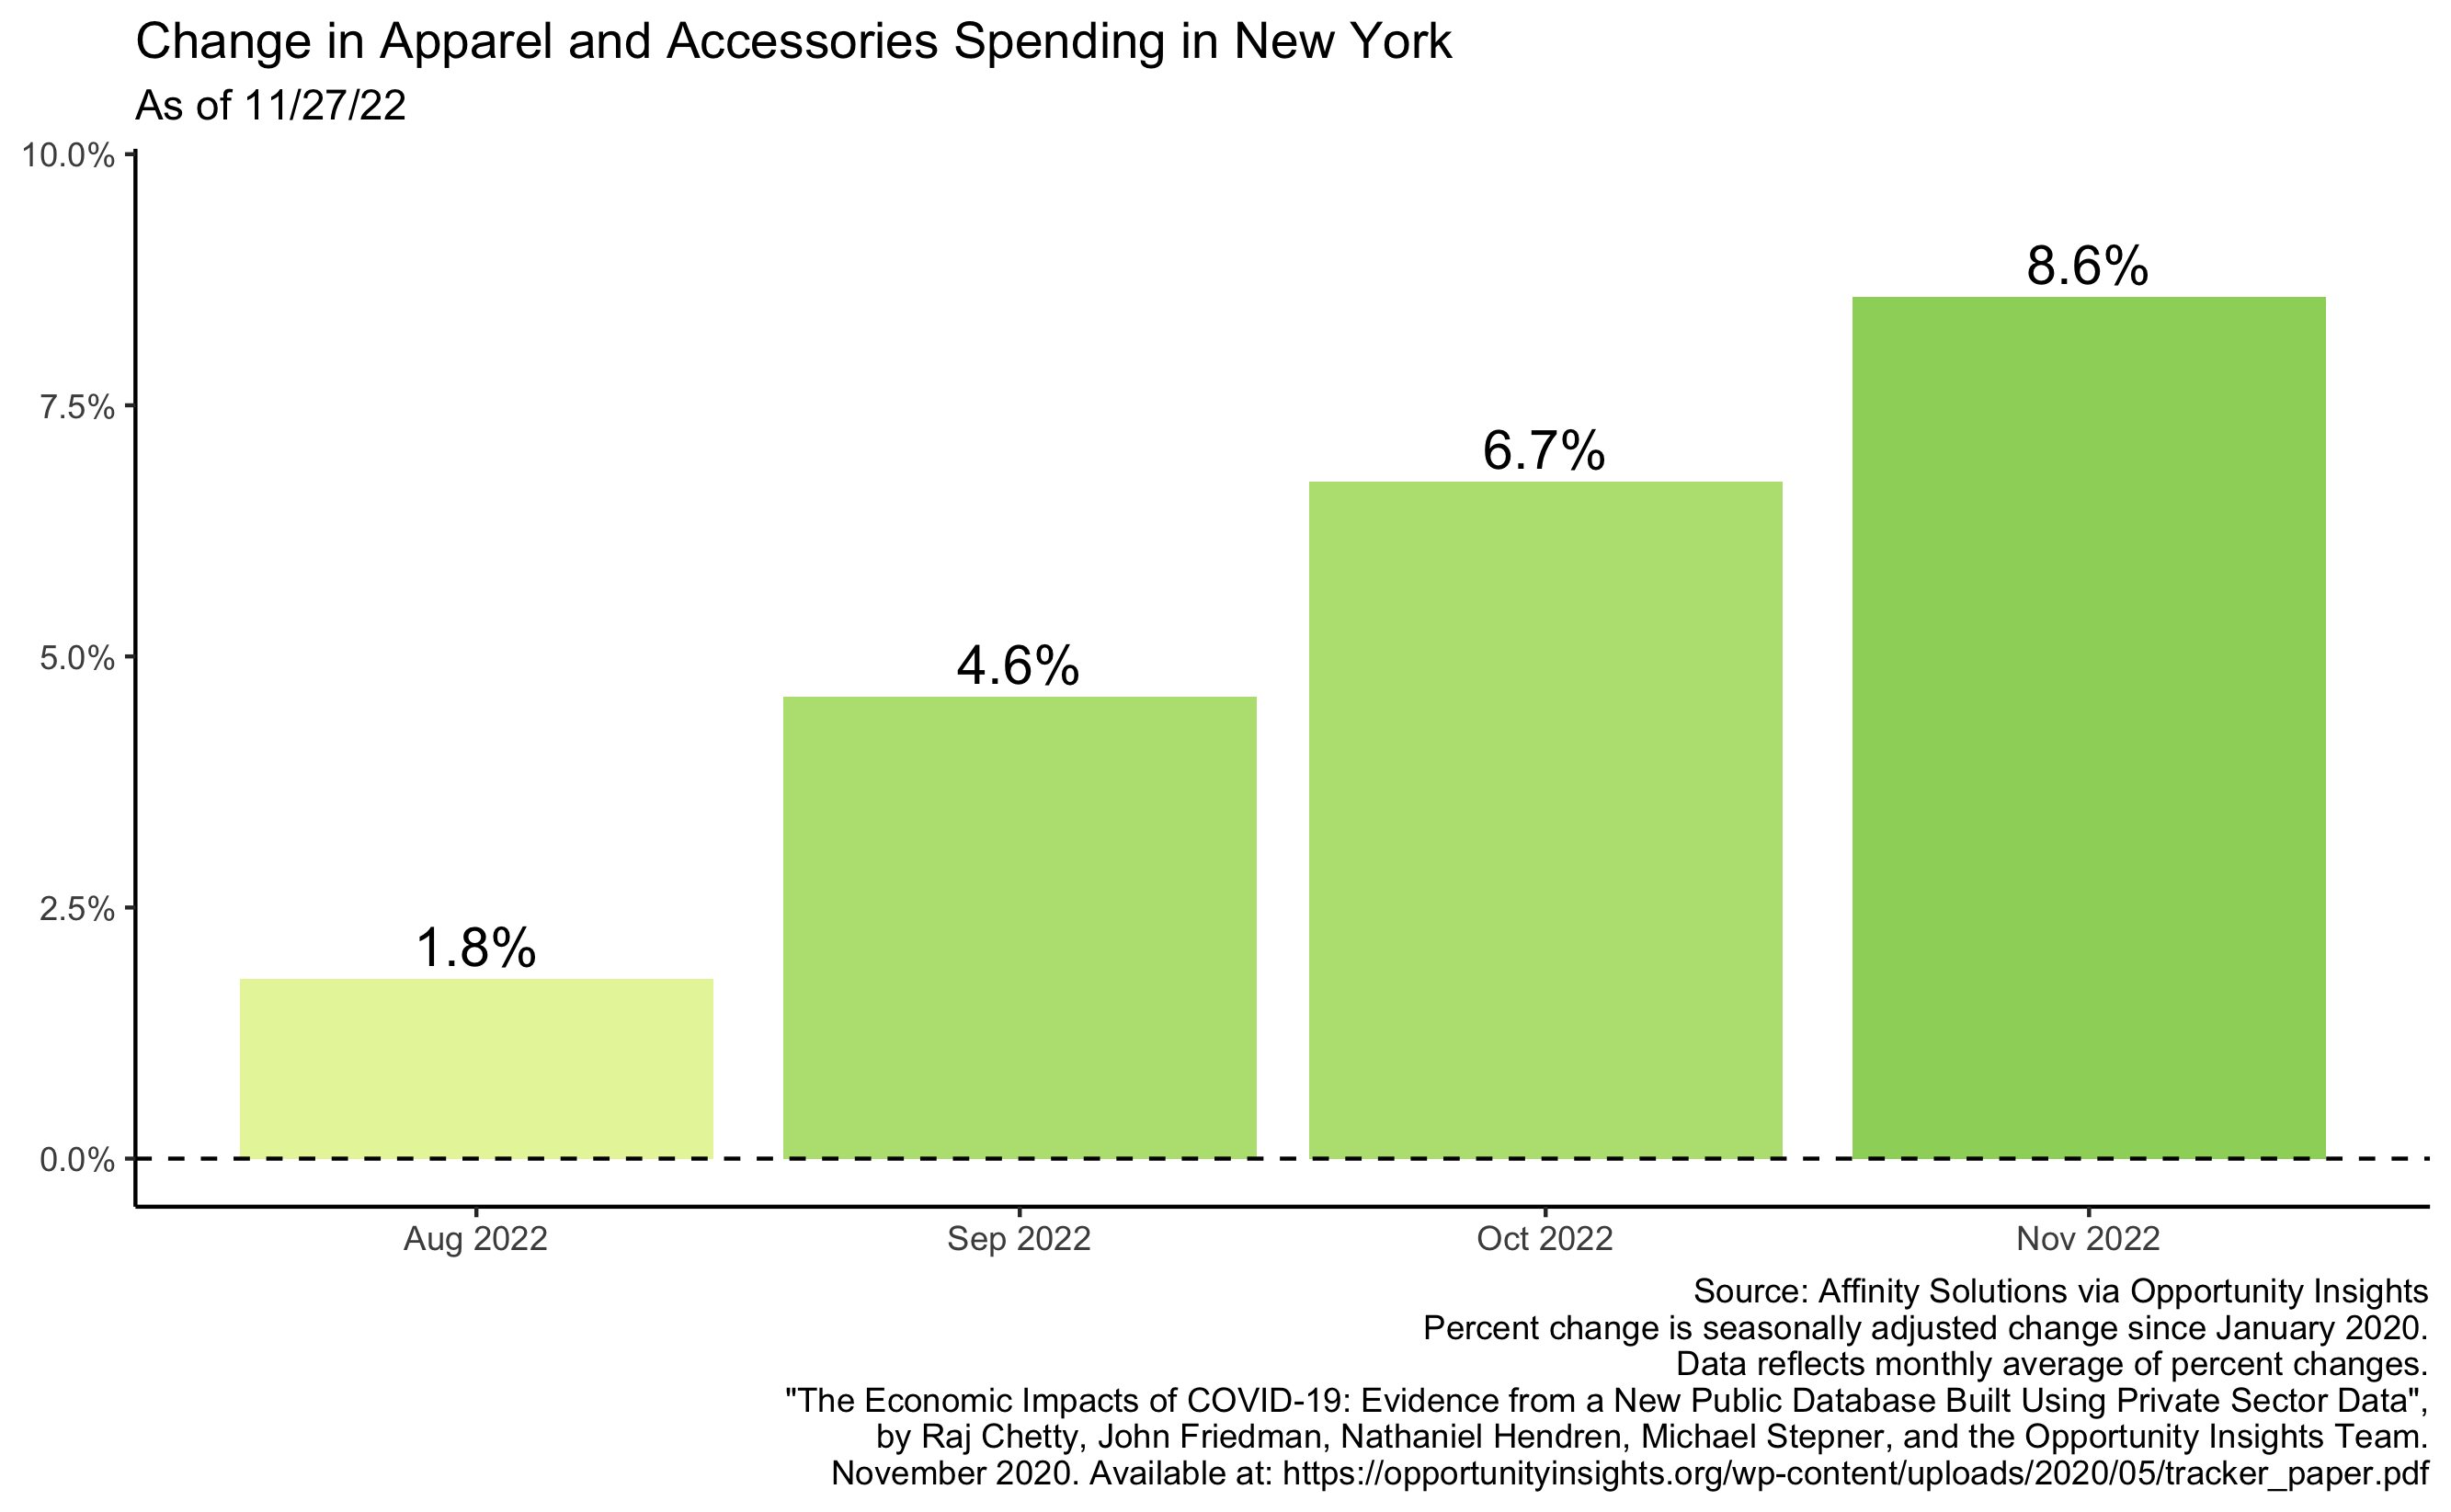 Change in Apparel and Accessories Spending in New York
As of 11/27/22
10.0%
7.5%
5.0%
2.5%
0.0%
1.8%
4.6%
6.7%
8.6%
Aug 2022
Sep 2022
Oct 2022
Nov 2022
Source: Affinity Solutions via Opportunity Insights
Percent change is seasonally adjusted change since January 2020.
Data reflects monthly average of percent changes.
"The Economic Impacts of COVID-19: Evidence from a New Public Database Built Using Private Sector Data",
by Raj Chetty, John Friedman, Nathaniel Hendren, Michael Stepner, and the Opportunity Insights Team.
November 2020. Available at: https://opportunityinsights.org/wp-content/uploads/2020/05/tracker_paper.pdf